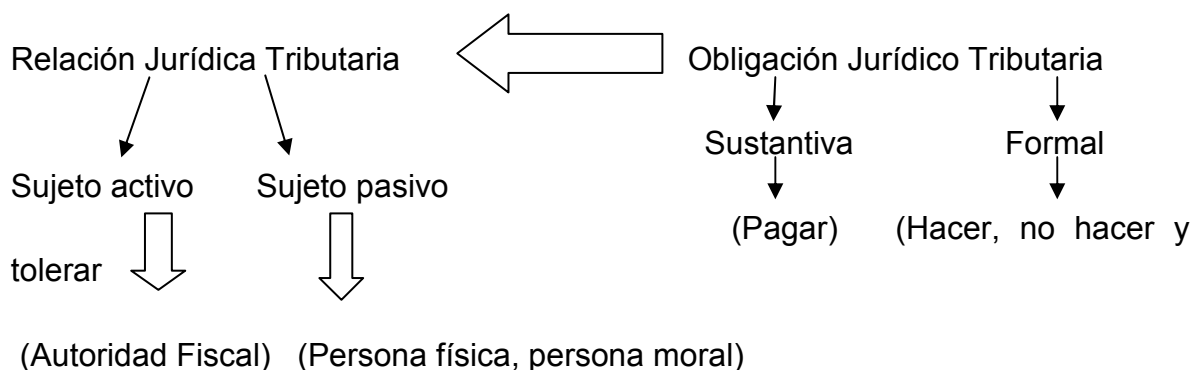 Relación Jurídica Tributaria Obligación Jurídico Tributaria
Sustantiva Formal
Sujeto activo Sujeto pasivo
(Pagar) (Hacer, no hacer y
tolerar
(Autoridad Fiscal) (Persona física, persona moral)